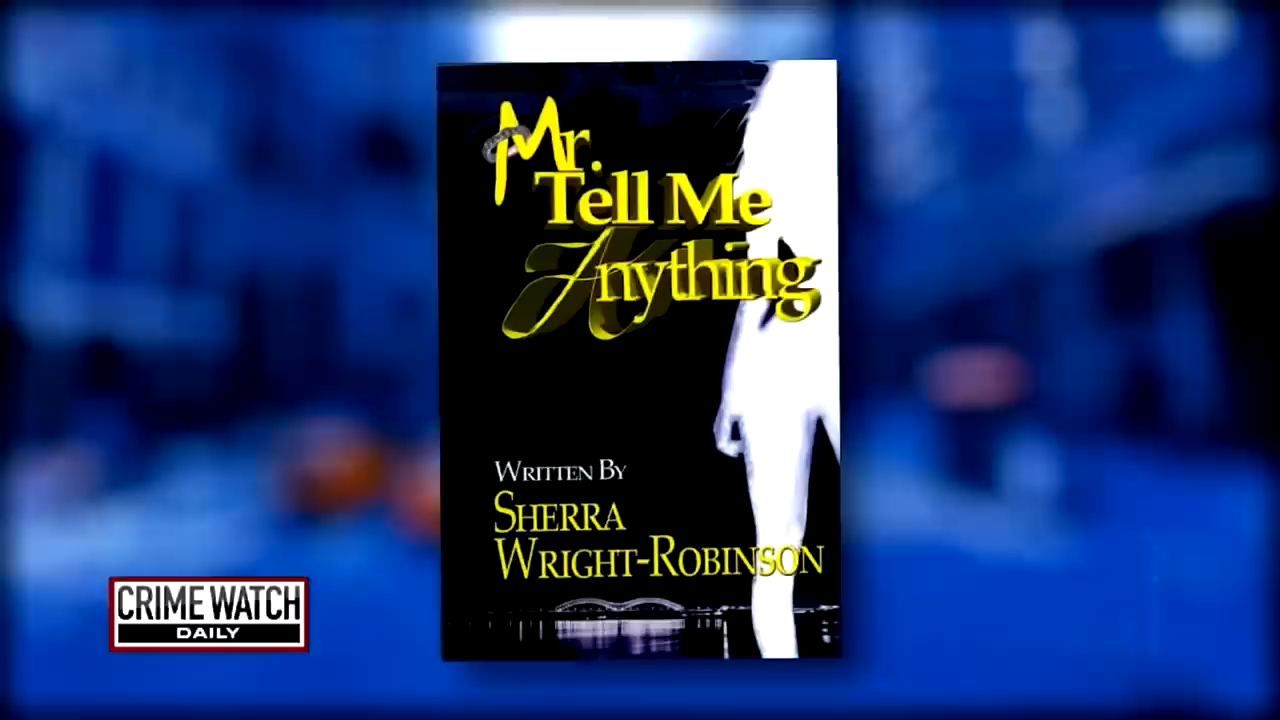 Mr.
Tell Me
Anything
WRITTEN BY
SHERRA
WRIGHT-ROBINSON
CRIME WATCH
DAILY